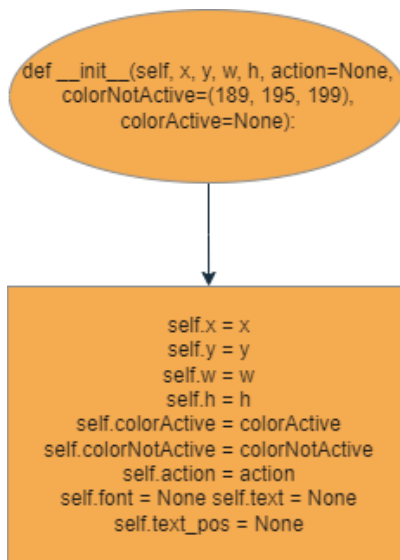 def __init__(self, x, y, w, h, action=None,
colorNotActive=(189, 195, 199),
colorActive=None):
self.x = x
self.y = y
self.w = w
self.h = h
self.colorActive = colorActive
self.colorNotActive = colorNotActive
self.action = action
self.font = None self.text = None
self.text_pos = None